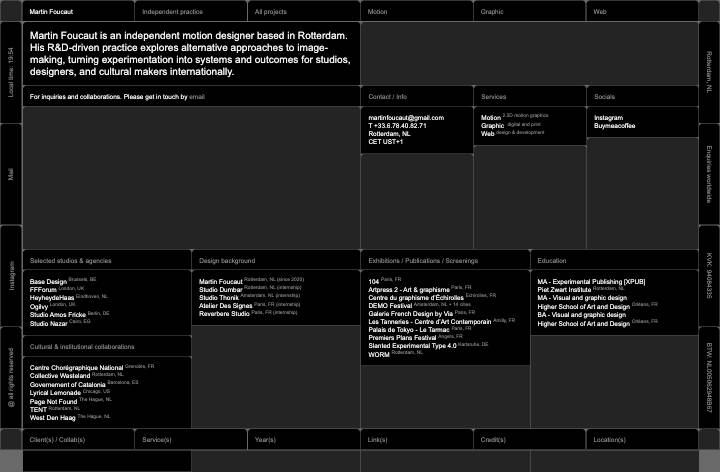 Martin Foucaut
Independent practice
All projects
Motion
Graphic
Web
Martin Foucaut is an independent motion designer based in Rotterdam.
His R&D-driven practice explores alternative approaches to image-
making, turning experimentation into systems and outcomes for studios,
designers, and cultural makers internationally.
For inquiries and collaborations. Please get in touch by email
Contact / Info
Services
Socials
martinfoucaut@gmail.com
T +33.6.78.40.82.71
Rotterdam, NL
CET UST+1
Motion 2.5D /motion graphics
Graphic digital and print
Web design & development
Instagram
Buymeacoffee
Local time: 19:54
Mail
Instagram
@ all rights reserved
Rotterdam, NL
Enquiries worldwide
KVK: 94084335
BTW: NL005062948B67
Selected studios & agencies
Design background
Exhibitions / Publications / Screenings
Education
Base Design Brussels, BE
FFForum London, UK
HeyheydeHaas Eindhoven, NL
Ogilvy London, UK
Studio Amos Fricke Berlin, DE
Studio Nazar Cairo, EG
Martin Foucaut Rotterdam, NL (since 2020)
Studio Dumbar Rotterdam, NL (internship)
Studio Thonik Amsterdam, NL (internship)
Atelier Des Signes Paris, FR (internship)
Reverbere Studio Paris, FR (internship)
104 Paris, FR
Artpress 2 - Art & graphisme Paris, FR
Centre du graphisme d'Échirolles Echirolles, FR
DEMO Festival Amsterdam, NL + 14 cities
Galerie French Design by Via Paris, FR
Les Tanneries - Centre d'Art Contemporain Amilly, FR
Palais de Tokyo - Le Tarmac Paris, FR
Premiers Plans Festival Angers, FR
Slanted Experimental Type 4.0 Karlsruhe, DE
WORM Rotterdam, NL
MA - Experimental Publishing [XPUB]
Piet Zwart Institute Rotterdam, NL
MA - Visual and graphic design
Higher School of Art and Design Orléans, FR
BA - Visual and graphic design
Higher School of Art and Design Orléans, FR
Cultural & institutional collaborations
Centre Chorégraphique National Grenoble, FR
Collective Wasteland Rotterdam, NL
Governement of Catalonia Barcelona, ES
Lyrical Lemonade Chicago, US
Page Not Found The Hague, NL
TENT Rotterdam, NL
West Den Haag The Hague, NL
Client(s) / Collab(s)
Service(s)
Year(s)
Link(s)
Credit(s)
Location(s)